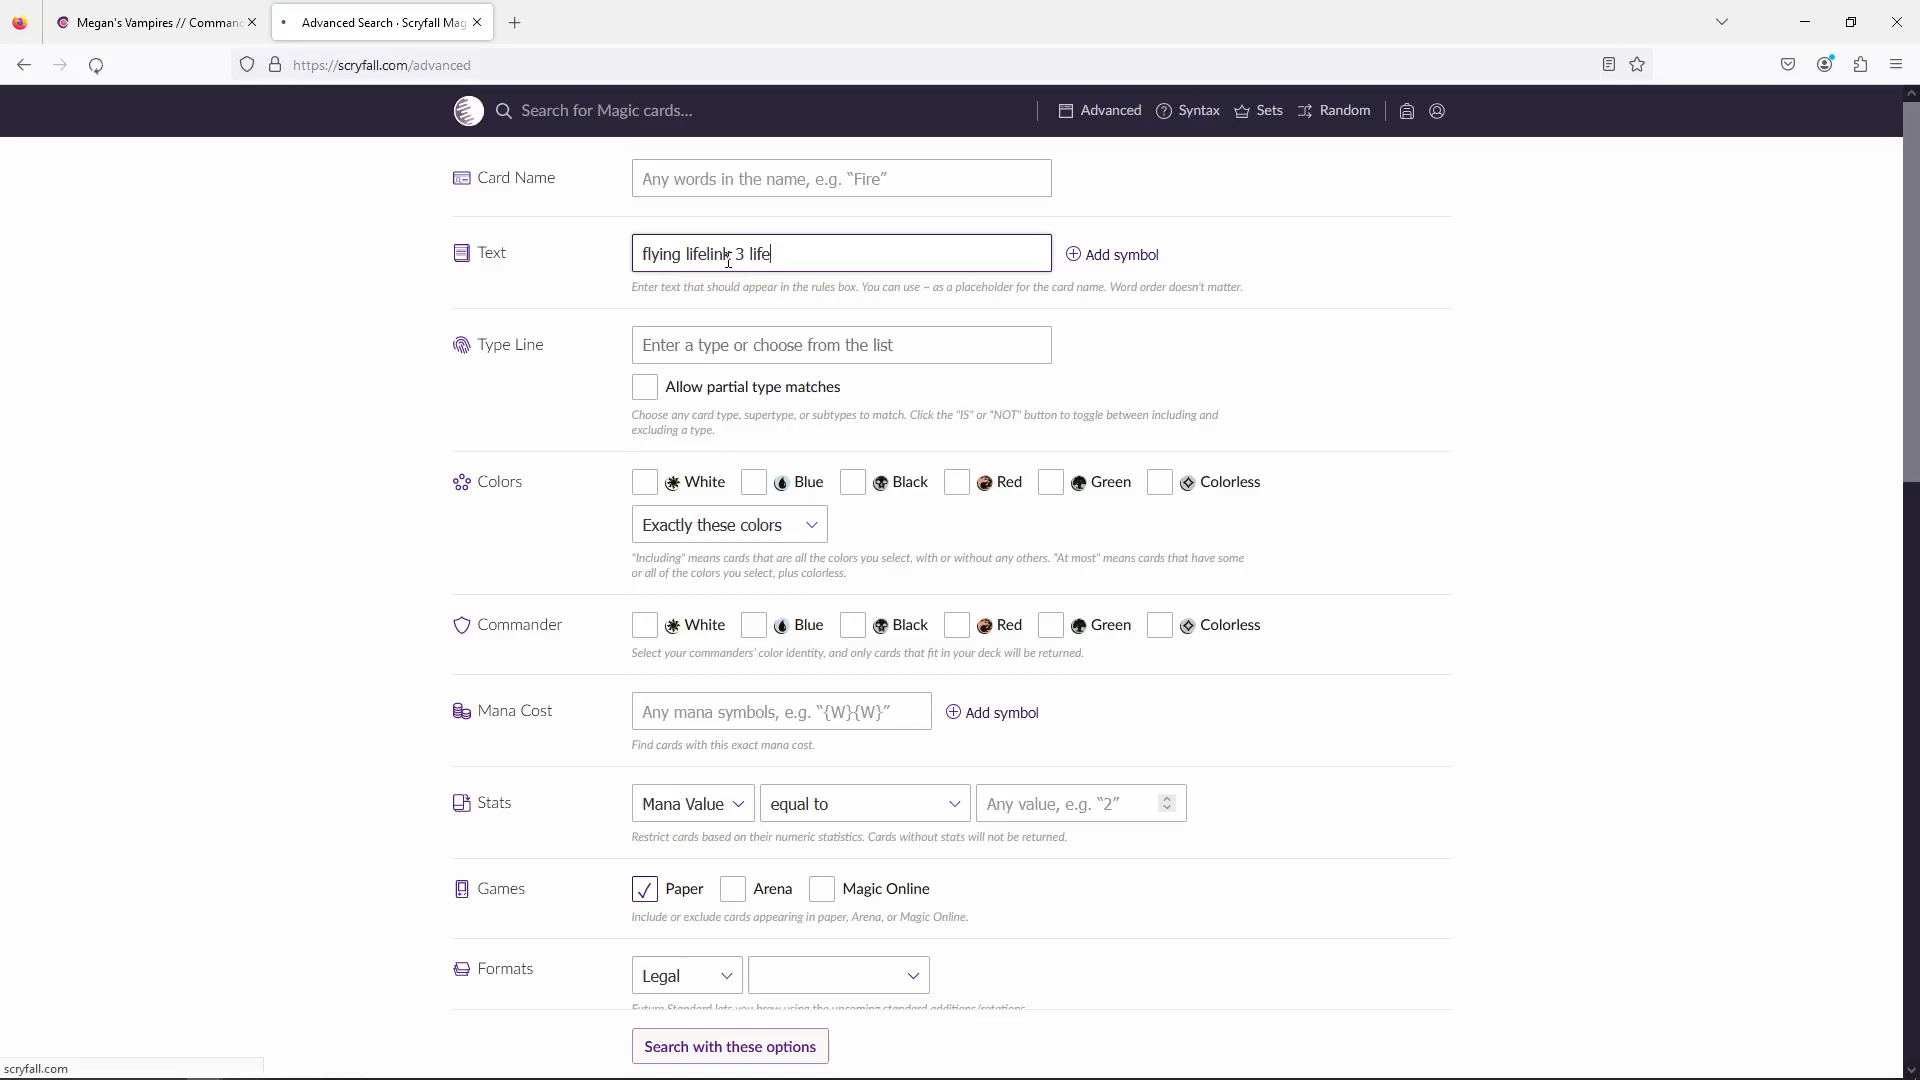 Megan's Vampires // Comman
Advanced Search · Scryfall Mag
https://scryfall.com/advanced
Search for Magic cards...
Advanced
Syntax
Sets
Random
Card Name
Any words in the name, e.g. “Fire”
Text
flying lifelink 3 life
Add symbol
Enter text that should appear in the rules box. You can use ~ as a placeholder for the card name. Word order doesn't matter.
Type Line
Enter a type or choose from the list
Allow partial type matches
Choose any card type, supertype, or subtypes to match. Click the "IS" or "NOT" button to toggle between including and
excluding a type.
Colors
White
Blue
Black
Red
Green
Colorless
Exactly these colors
"Including" means cards that are all the colors you select, with or without any others. "At most" means cards that have some
or all of the colors you select, plus colorless.
Commander
White
Blue
Black
Red
Green
Colorless
Select your commanders' color identity, and only cards that fit in your deck will be returned.
Mana Cost
Any mana symbols, e.g. “{W}{W}”
Add symbol
Find cards with this exact mana cost.
Stats
Mana Value
equal to
Any value, e.g. “2”
Restrict cards based on their numeric statistics. Cards without stats will not be returned.
Games
Paper
Arena
Magic Online
Include or exclude cards appearing in paper, Arena, or Magic Online.
Formats
Legal
Future Standard lets you brew using the upcoming standard additions/rotations
Search with these options
scryfall.com